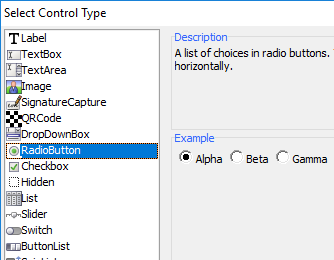 Select Control Type
Label
TextBox
TextArea
Image
SignatureCapture
QRCode
DropDownBox
RadioButton
Checkbox
Hidden
List
Slider
Switch
ButtonList
Description
A list of choices in radio buttons.
horizontally.
Example
Alpha Beta Gamma